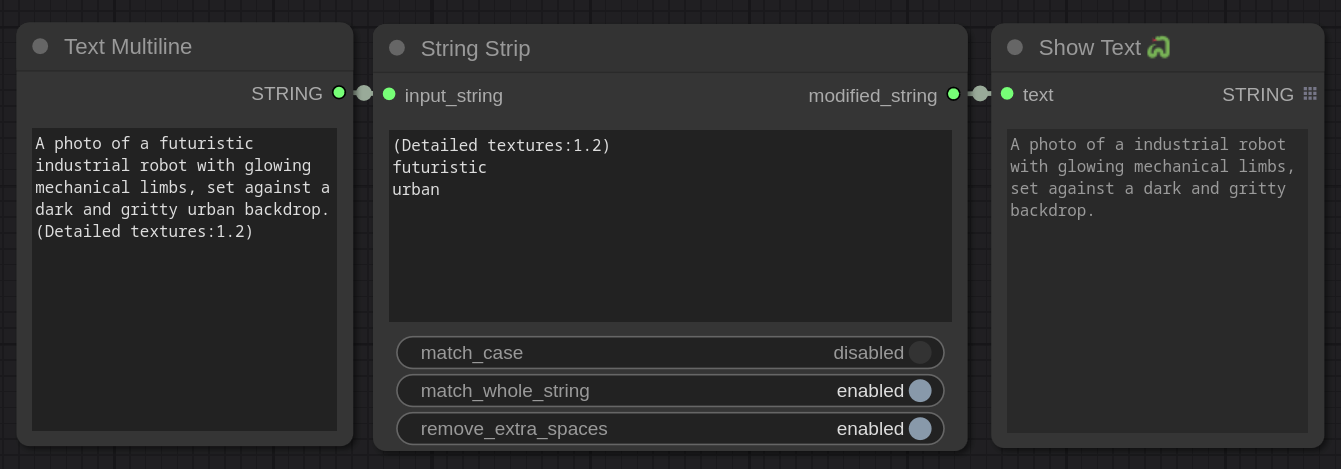 Text Multiline
STRING
A photo of a futuristic
industrial robot with glowing
mechanical limbs, set against a
dark and gritty urban backdrop.
(Detailed textures:1.2)
String Strip
input_string
modified_string
(Detailed textures:1.2)
futuristic
urban
match_case disabled
match_whole_string enabled
remove_extra_spaces enabled
Show Text🐍
text
STRING
A photo of a industrial robot
with glowing mechanical limbs,
set against a dark and gritty
backdrop.